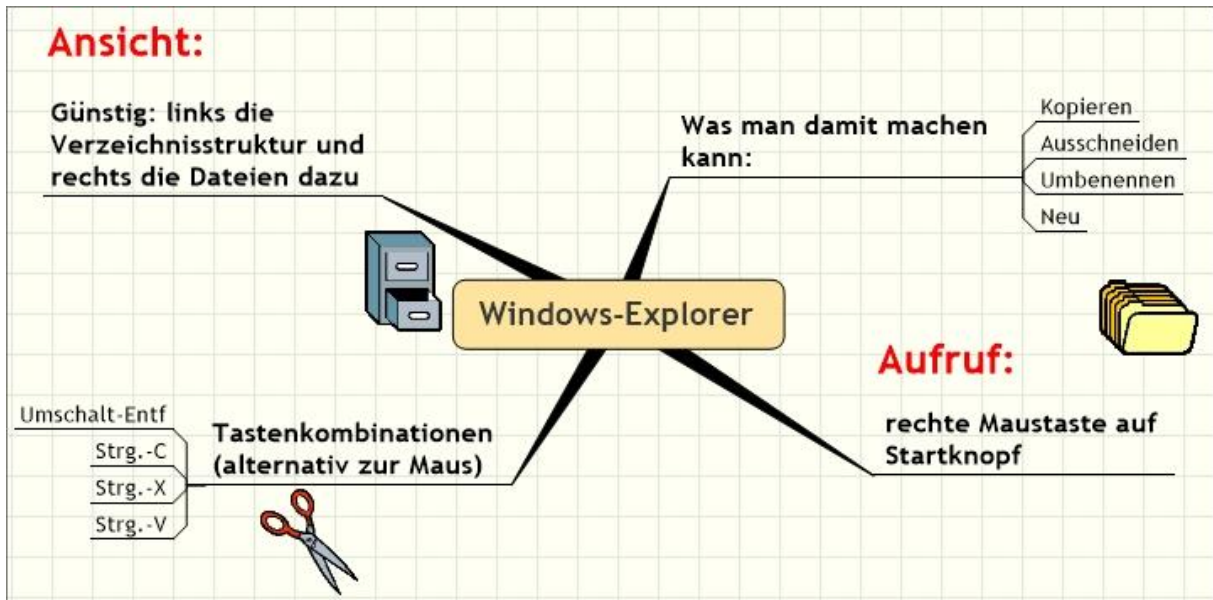 Ansicht:
Günstig: links die
Verzeichnisstruktur und
rechts die Dateien dazu
Was man damit machen
kann:
Kopieren
Ausschneiden
Umbenennen
Neu
Windows-Explorer
Aufruf:
rechte Maustaste auf
Startknopf
Tastenkombinationen
(alternativ zur Maus)
Umschalt-Entf
Strg.-C
Strg.-X
Strg.-V